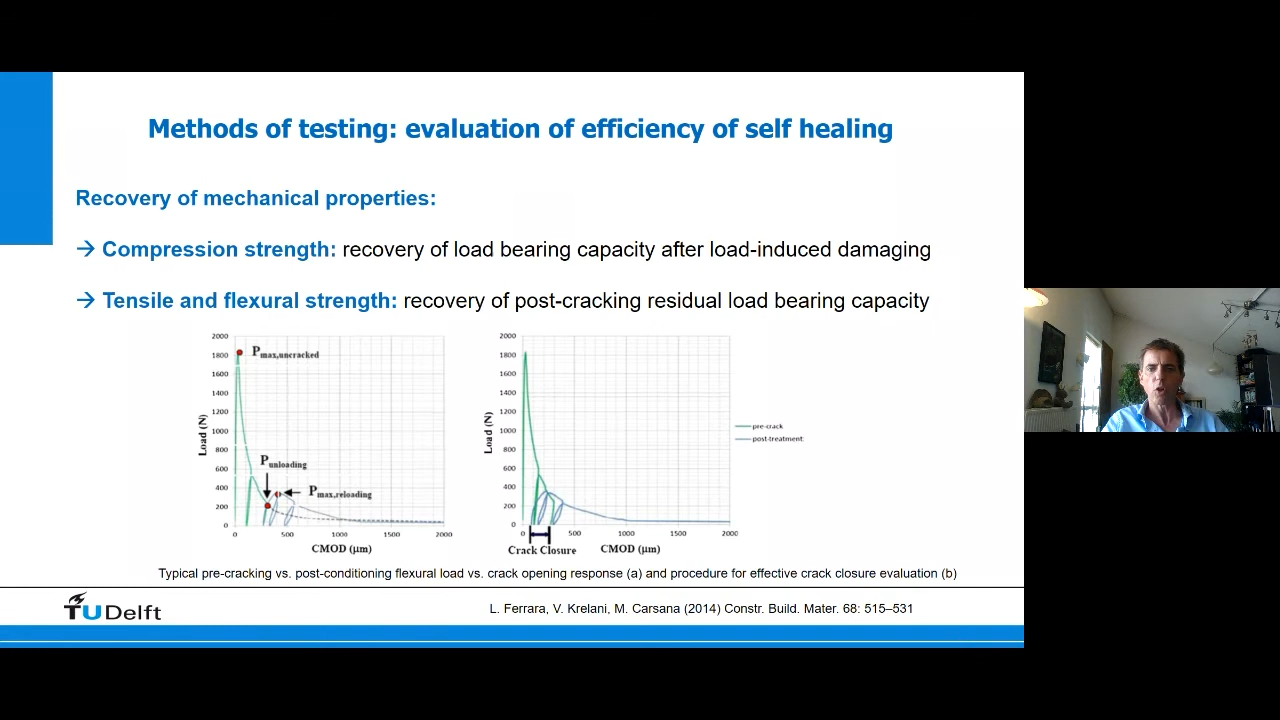 Methods of testing: evaluation of efficiency of self healing
Recovery of mechanical properties:
→ Compression strength: recovery of load bearing capacity after load-induced damaging
→ Tensile and flexural strength: recovery of post-cracking residual load bearing capacity
2000
1800
1600
1400
1200
1000
800
600
400
200
0
Load (N)
Pmax,uncracked
Punloading
Pmax,reloading
0 500 1000 1500 2000
CMOD (µm)
2000
1800
1600
1400
1200
1000
800
600
400
200
0
Load (N)
0 500 1000 1500 2000
Crack Closure CMOD (µm)
pre-crack
post-treatment
Typical pre-cracking vs. post-conditioning flexural load vs. crack opening response (a) and procedure for effective crack closure evaluation (b)
TUDelft
L. Ferrara, V. Krelani, M. Carsana (2014) Constr. Build. Mater. 68: 515–531